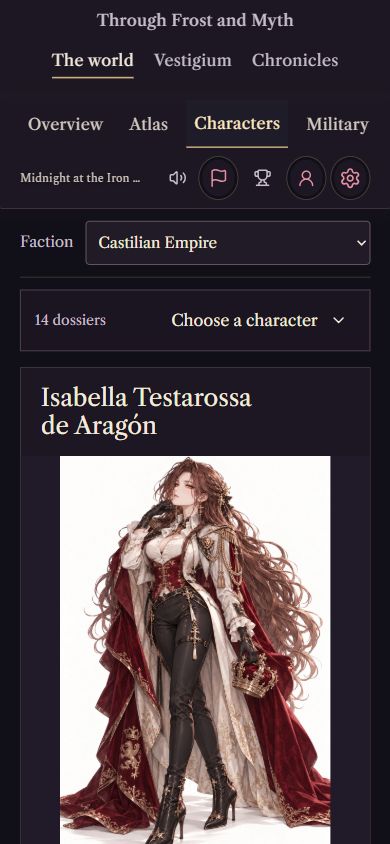 Through Frost and Myth
The world Vestigium Chronicles
Overview Atlas Characters Military
Midnight at the Iron ...
Faction Castilian Empire
14 dossiers Choose a character
Isabella Testarossa
de Aragón